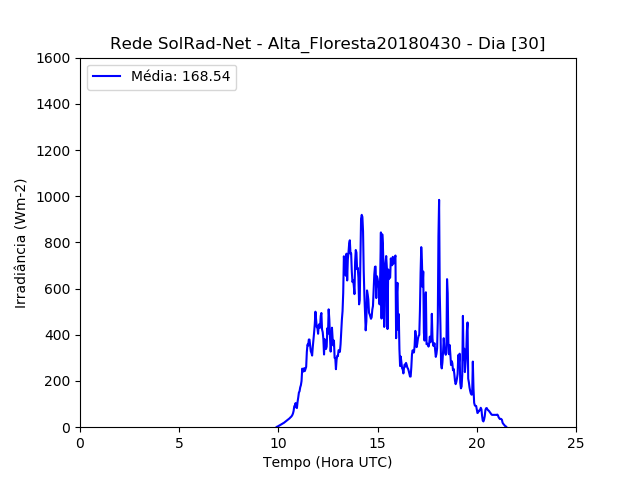 Rede SolRad-Net - Alta_Floresta20180430 - Dia [30]
Média: 168.54
1600
1400
1200
1000
800
600
400
200
0
Irradiância (Wm-2)
0 5 10 15 20 25
Tempo (Hora UTC)